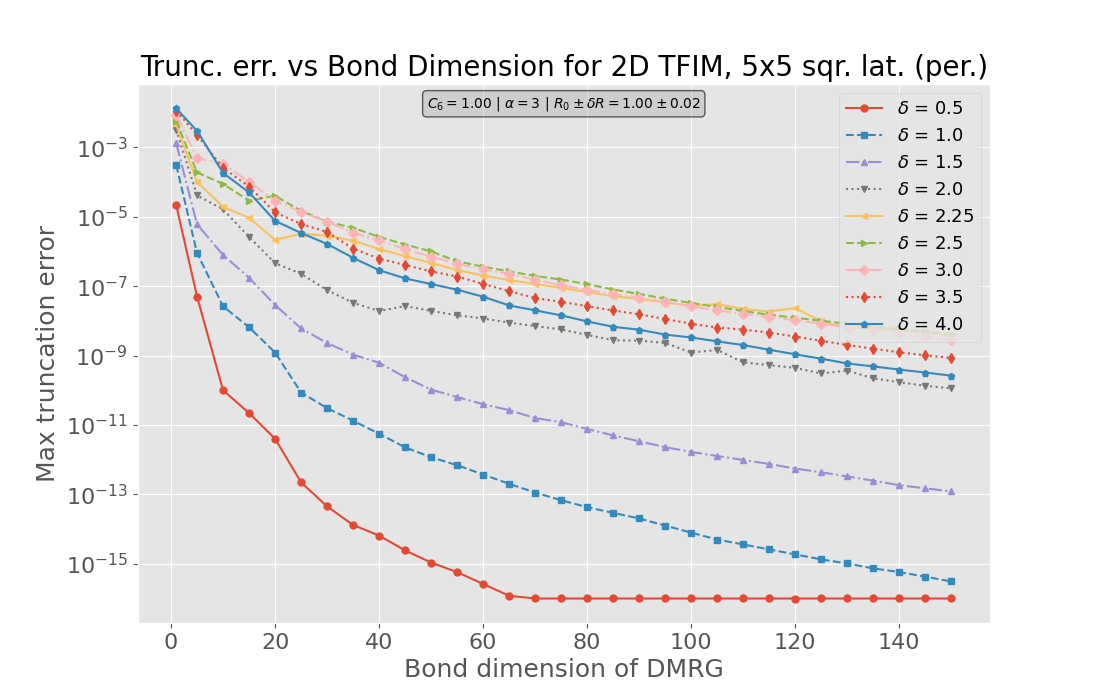 Trunc. err. vs Bond Dimension for 2D TFIM, 5x5 sqr. lat. (per.)
C₆ = 1.00 | α = 3 | R₀ ± δR = 1.00 ± 0.02
δ = 0.5
δ = 1.0
δ = 1.5
δ = 2.0
δ = 2.25
δ = 2.5
δ = 3.0
δ = 3.5
δ = 4.0
Max truncation error
10⁻³
10⁻⁵
10⁻⁷
10⁻⁹
10⁻¹¹
10⁻¹³
10⁻¹⁵
0 20 40 60 80 100 120 140
Bond dimension of DMRG